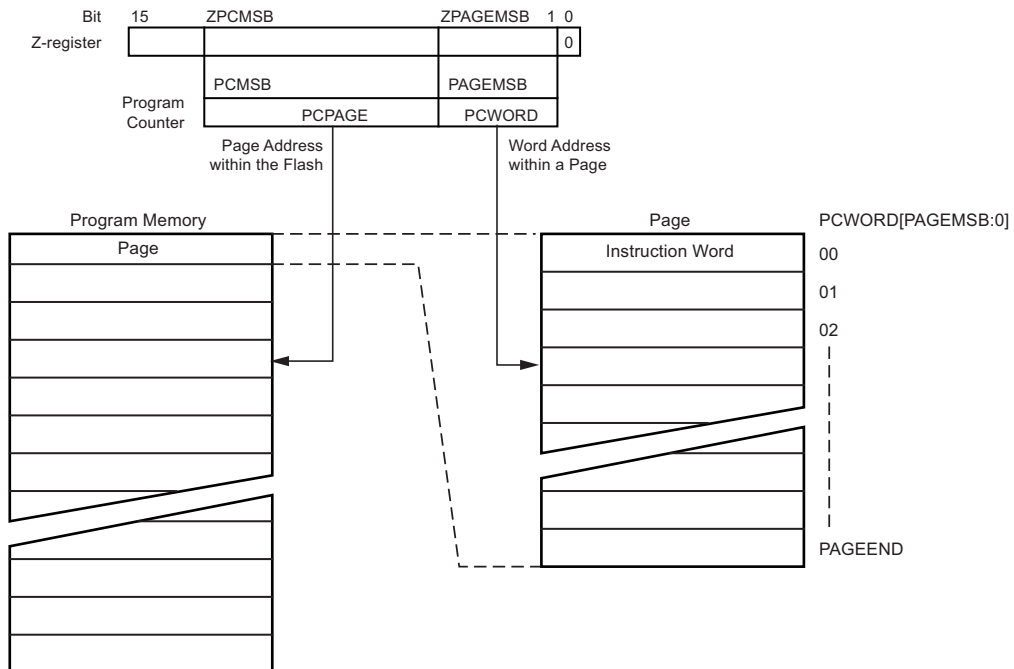 Bit 15 ZPCMSB ZPAGEMSB 1 0
Z-register 0
PCMSB PAGEMSB
Program
Counter
PCPAGE PCWORD
Page Address
within the Flash
Word Address
within a Page
Program Memory
Page
Page PCWORD[PAGEMSB:0]
Instruction Word 00
01
02
PAGEEND